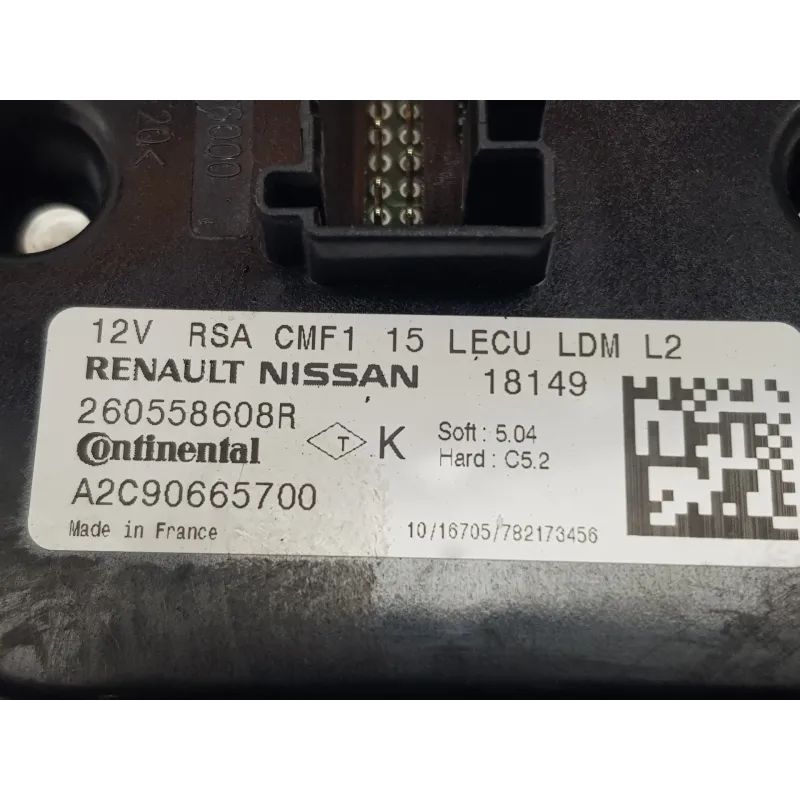 20<
12V RSA CMF1 15 LECU LDM L2
RENAULT NISSAN 18149
260558608R
Continental T K Soft : 5.04
Hard : C5.2
A2C90665700
Made in France 10/16705/782173456